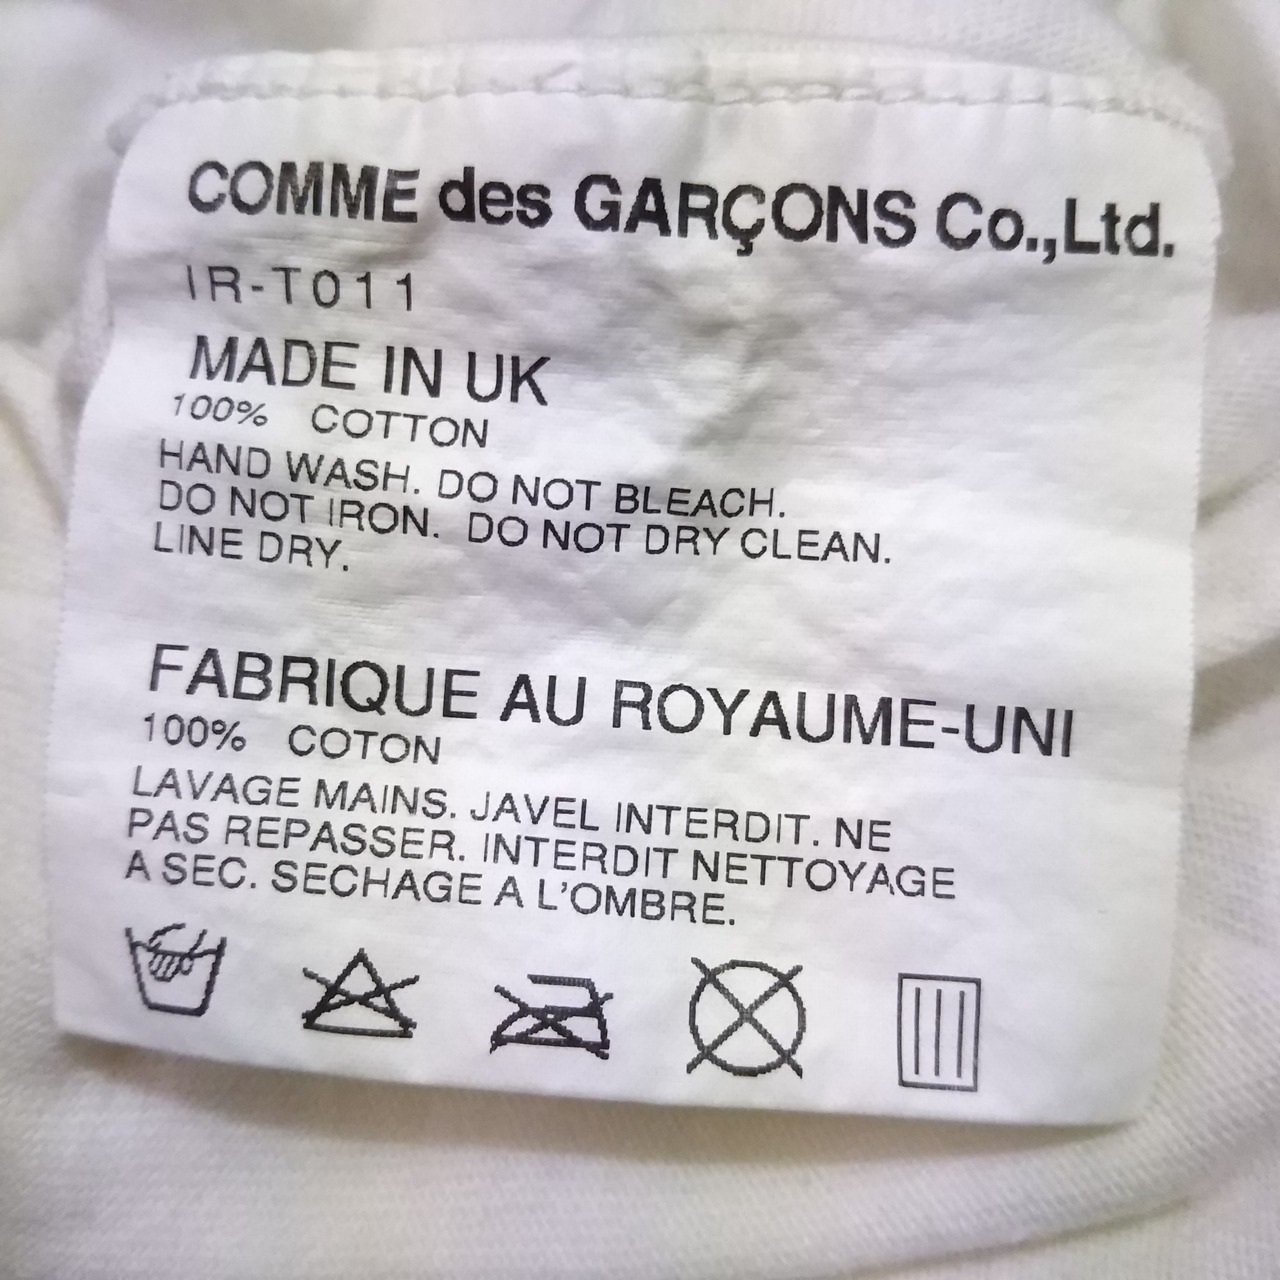 COMME des GARÇONS Co.,Ltd.
IR-T011
MADE IN UK
100% COTTON
HAND WASH. DO NOT BLEACH.
DO NOT IRON. DO NOT DRY CLEAN.
LINE DRY.
FABRIQUE AU ROYAUME-UNI
100% COTON
LAVAGE MAINS. JAVEL INTERDIT. NE
PAS REPASSER. INTERDIT NETTOYAGE
A SEC. SECHAGE A L'OMBRE.